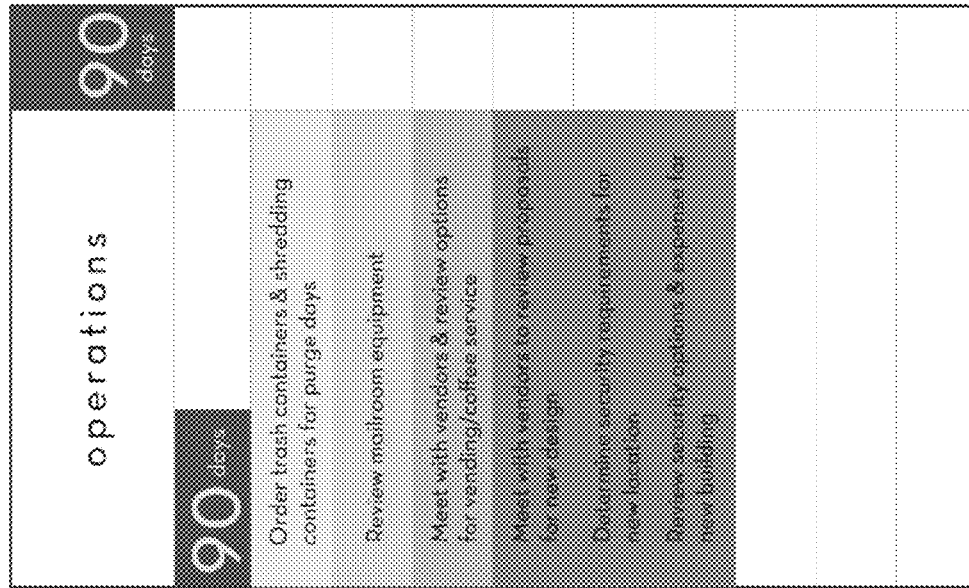 90
days
operations
90 days
Order trash containers & shredding
containers for purge days
Review mailroom equipment
Meet with vendors & review options
for vending/coffee service
Meet with vendors to review proposals
for new design
Determine security requirements for
new location
Review security options & expense for
new building